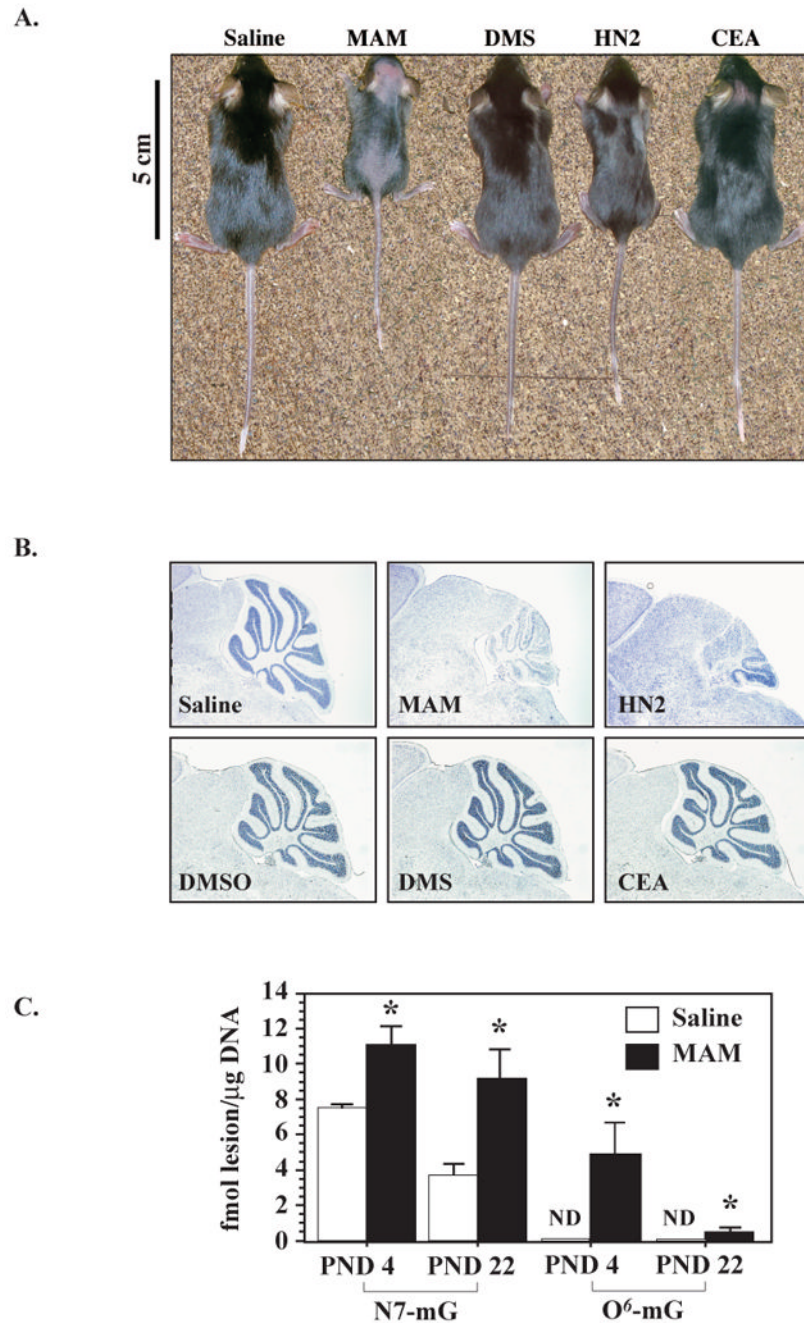 A.
Saline MAM DMS HN2 CEA
5 cm
B.
Saline MAM HN2
DMSO DMS CEA
C.
fmol lesion/µg DNA
14
12
10
8
6
4
2
0
Saline
MAM
* * * *
ND ND
PND 4 PND 22 PND 4 PND 22
N7-mG O⁶-mG